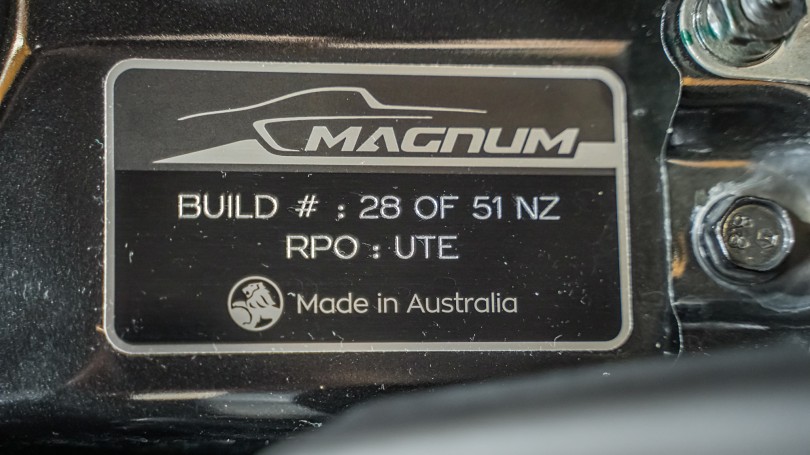 MAGNUM
BUILD # : 28 OF 51 NZ
RPO : UTE
Made in Australia